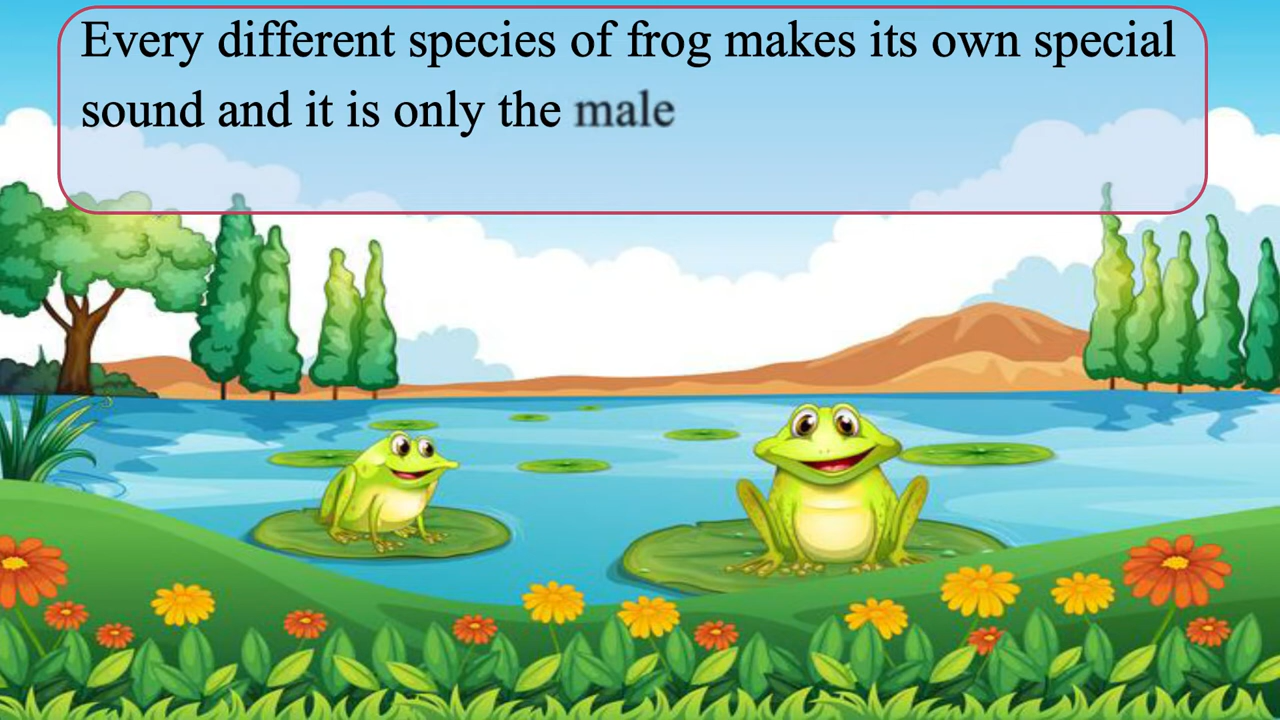 Every different species of frog makes its own special
sound and it is only the male